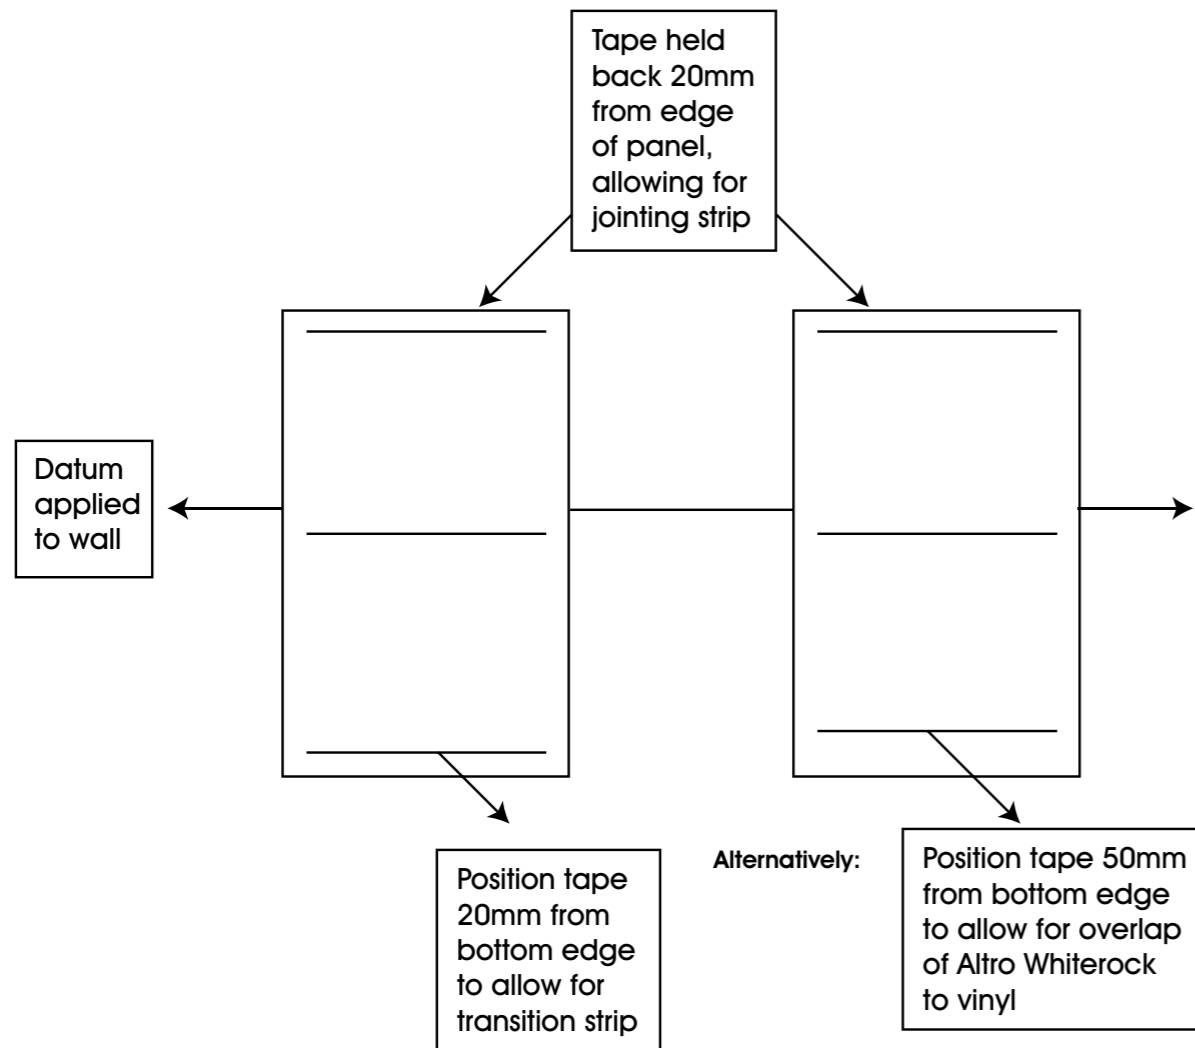 Tape held
back 20mm
from edge
of panel,
allowing for
jointing strip
Datum
applied
to wall
Position tape
20mm from
bottom edge
to allow for
transition strip
Alternatively:
Position tape 50mm
from bottom edge
to allow for overlap
of Altro Whiterock
to vinyl